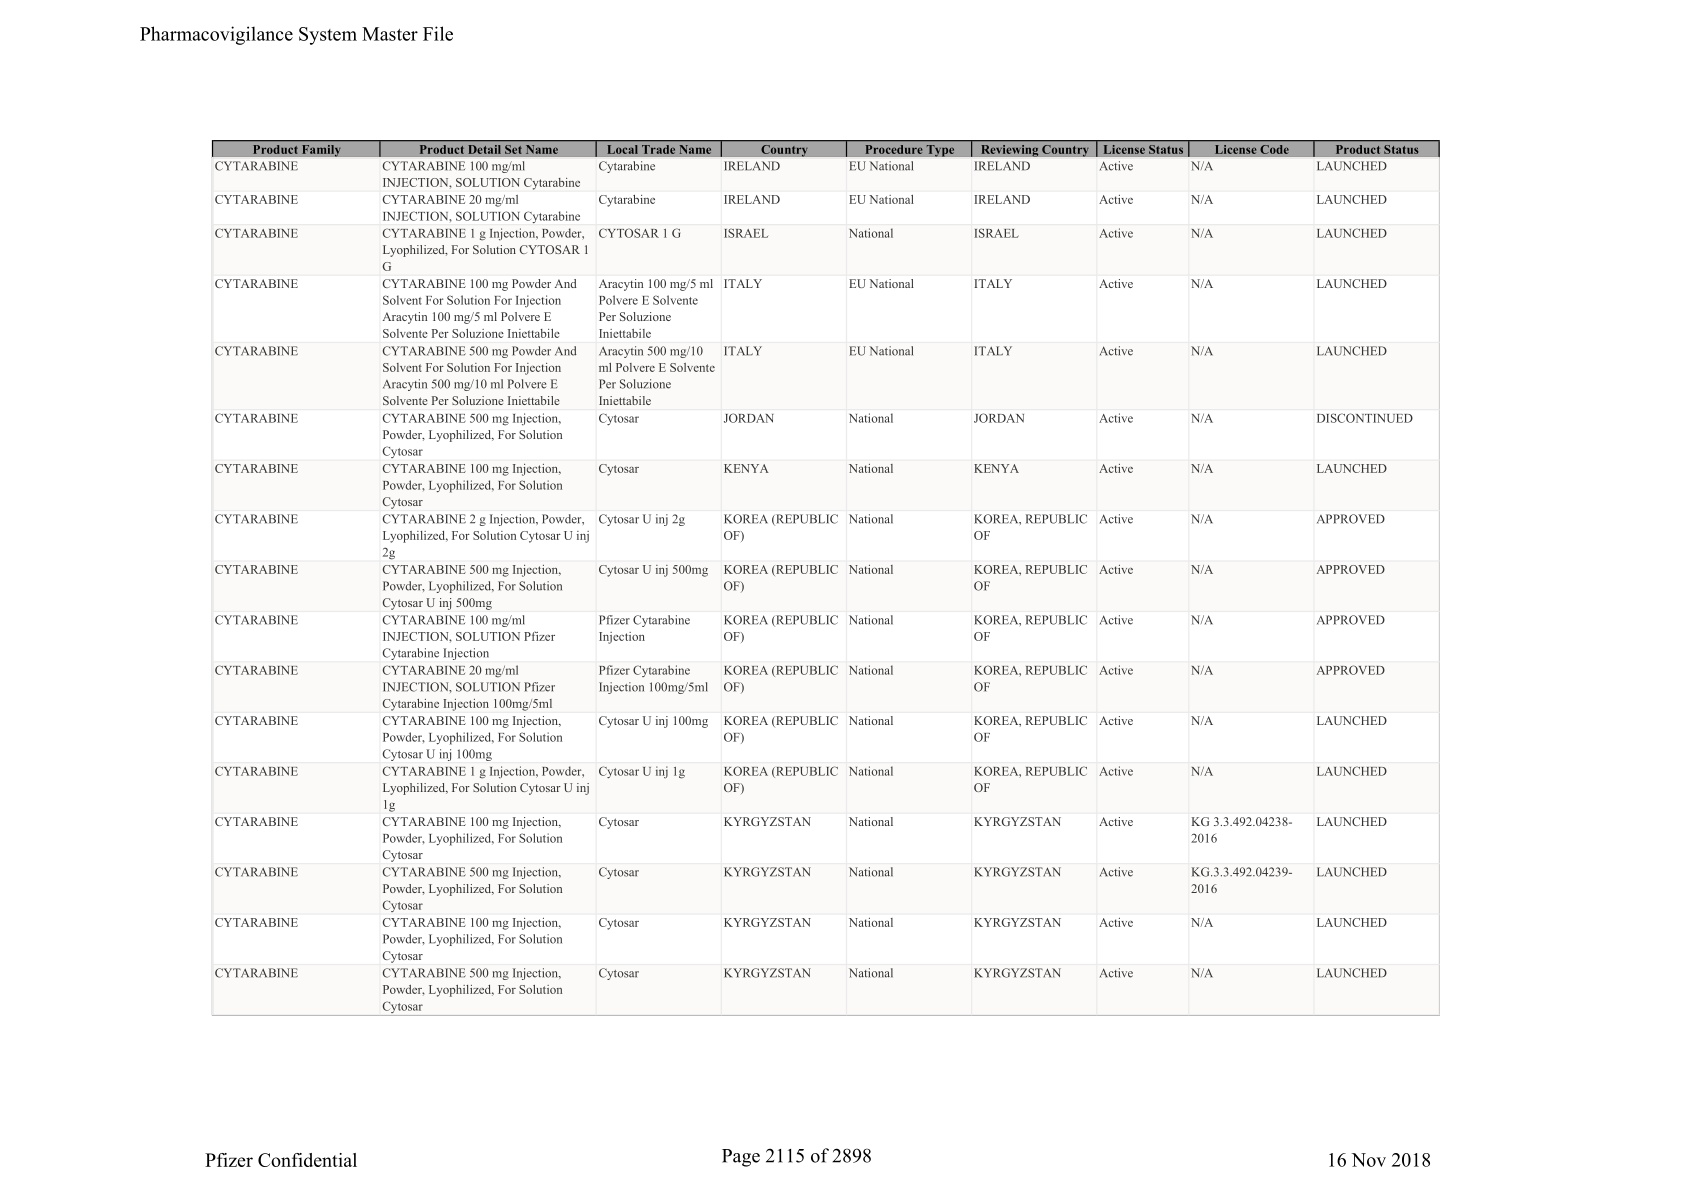 Pharmacovigilance System Master File
Product Family Product Detail Set Name Local Trade Name Country Procedure Type Reviewing Country License Status License Code Product Status
CYTARABINE CYTARABINE 100 mg/ml Cytarabine IRELAND EU National IRELAND Active N/A LAUNCHED
INJECTION, SOLUTION Cytarabine
CYTARABINE CYTARABINE 20 mg/ml Cytarabine IRELAND EU National IRELAND Active N/A LAUNCHED
INJECTION, SOLUTION Cytarabine
CYTARABINE CYTARABINE 1 g Injection, Powder, CYTOSAR 1 G ISRAEL National ISRAEL Active N/A LAUNCHED
Lyophilized, For Solution CYTOSAR 1
G
CYTARABINE CYTARABINE 100 mg Powder And Aracytin 100 mg/5 ml ITALY EU National ITALY Active N/A LAUNCHED
Solvent For Solution For Injection Polvere E Solvente
Aracytin 100 mg/5 ml Polvere E Per Soluzione
Solvente Per Soluzione Iniettabile Iniettabile
CYTARABINE CYTARABINE 500 mg Powder And Aracytin 500 mg/10 ITALY EU National ITALY Active N/A LAUNCHED
Solvent For Solution For Injection ml Polvere E Solvente
Aracytin 500 mg/10 ml Polvere E Per Soluzione
Solvente Per Soluzione Iniettabile Iniettabile
CYTARABINE CYTARABINE 500 mg Injection, Cytosar JORDAN National JORDAN Active N/A DISCONTINUED
Powder, Lyophilized, For Solution
Cytosar
CYTARABINE CYTARABINE 100 mg Injection, Cytosar KENYA National KENYA Active N/A LAUNCHED
Powder, Lyophilized, For Solution
Cytosar
CYTARABINE CYTARABINE 2 g Injection, Powder, Cytosar U inj 2g KOREA (REPUBLIC National KOREA, REPUBLIC Active N/A APPROVED
Lyophilized, For Solution Cytosar U inj OF) OF
2g
CYTARABINE CYTARABINE 500 mg Injection, Cytosar U inj 500mg KOREA (REPUBLIC National KOREA, REPUBLIC Active N/A APPROVED
Powder, Lyophilized, For Solution OF) OF
Cytosar U inj 500mg
CYTARABINE CYTARABINE 100 mg/ml Pfizer Cytarabine KOREA (REPUBLIC National KOREA, REPUBLIC Active N/A APPROVED
INJECTION, SOLUTION Pfizer Injection OF) OF
Cytarabine Injection
CYTARABINE CYTARABINE 20 mg/ml Pfizer Cytarabine KOREA (REPUBLIC National KOREA, REPUBLIC Active N/A APPROVED
INJECTION, SOLUTION Pfizer Injection 100mg/5ml OF) OF
Cytarabine Injection 100mg/5ml
CYTARABINE CYTARABINE 100 mg Injection, Cytosar U inj 100mg KOREA (REPUBLIC National KOREA, REPUBLIC Active N/A LAUNCHED
Powder, Lyophilized, For Solution OF) OF
Cytosar U inj 100mg
CYTARABINE CYTARABINE 1 g Injection, Powder, Cytosar U inj 1g KOREA (REPUBLIC National KOREA, REPUBLIC Active N/A LAUNCHED
Lyophilized, For Solution Cytosar U inj OF) OF
1g
CYTARABINE CYTARABINE 100 mg Injection, Cytosar KYRGYZSTAN National KYRGYZSTAN Active KG 3.3.492.04238- LAUNCHED
Powder, Lyophilized, For Solution 2016
Cytosar
CYTARABINE CYTARABINE 500 mg Injection, Cytosar KYRGYZSTAN National KYRGYZSTAN Active KG.3.3.492.04239- LAUNCHED
Powder, Lyophilized, For Solution 2016
Cytosar
CYTARABINE CYTARABINE 100 mg Injection, Cytosar KYRGYZSTAN National KYRGYZSTAN Active N/A LAUNCHED
Powder, Lyophilized, For Solution
Cytosar
CYTARABINE CYTARABINE 500 mg Injection, Cytosar KYRGYZSTAN National KYRGYZSTAN Active N/A LAUNCHED
Powder, Lyophilized, For Solution
Cytosar
Pfizer Confidential Page 2115 of 2898 16 Nov 2018